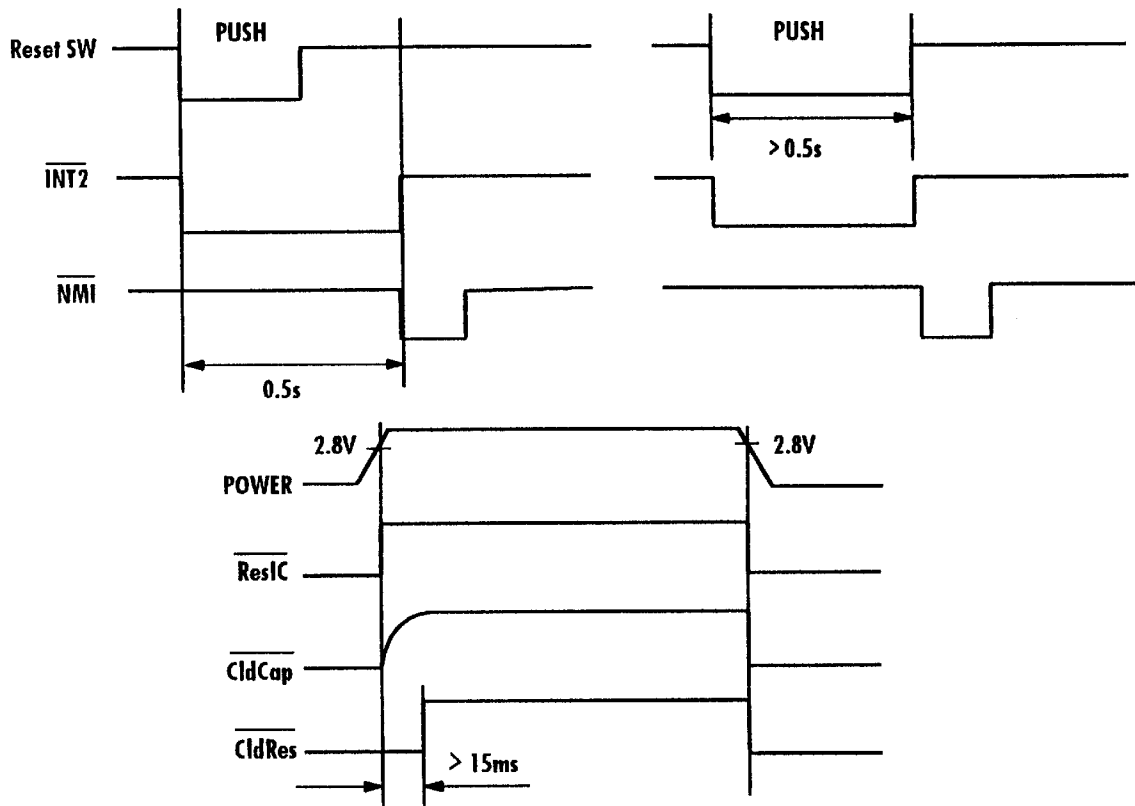 PUSH PUSH
Reset SW
> 0.5s
INT2
NMI
0.5s
2.8V 2.8V
POWER
ResIC
CldCap
CldRes
> 15ms